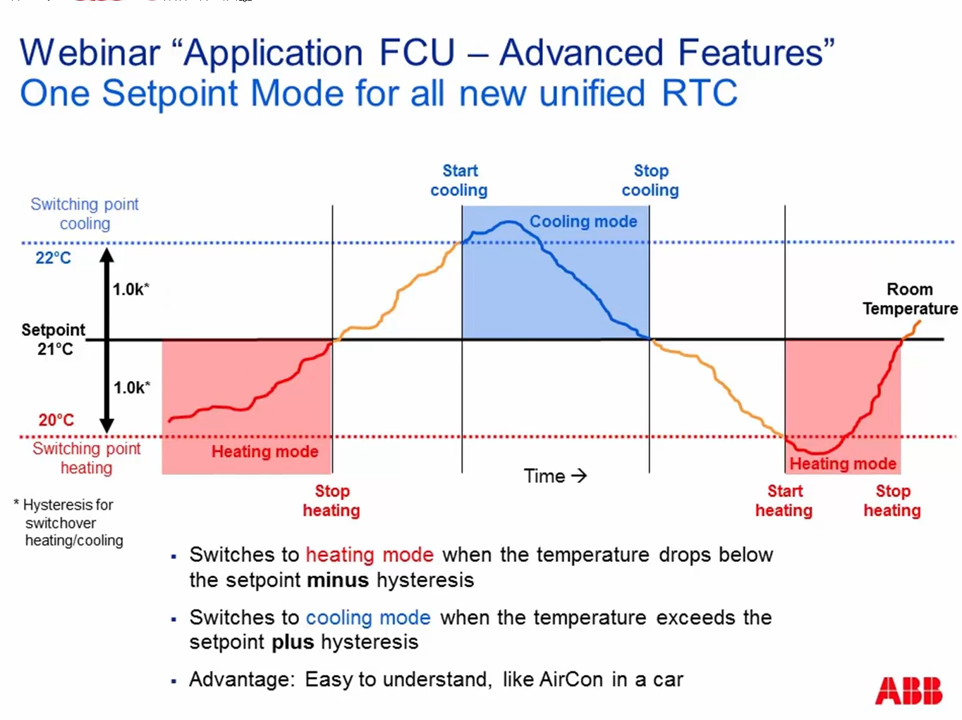 Webinar “Application FCU – Advanced Features”
One Setpoint Mode for all new unified RTC
Start
cooling
Stop
cooling
Switching point
cooling
Cooling mode
22°C
1.0k*
Room
Temperature
Setpoint
21°C
1.0k*
20°C
Switching point
heating
Heating mode
Heating mode
Time →
Stop
heating
Start
heating
Stop
heating
* Hysteresis for
switchover
heating/cooling
▪ Switches to heating mode when the temperature drops below
the setpoint minus hysteresis
▪ Switches to cooling mode when the temperature exceeds the
setpoint plus hysteresis
▪ Advantage: Easy to understand, like AirCon in a car
ABB